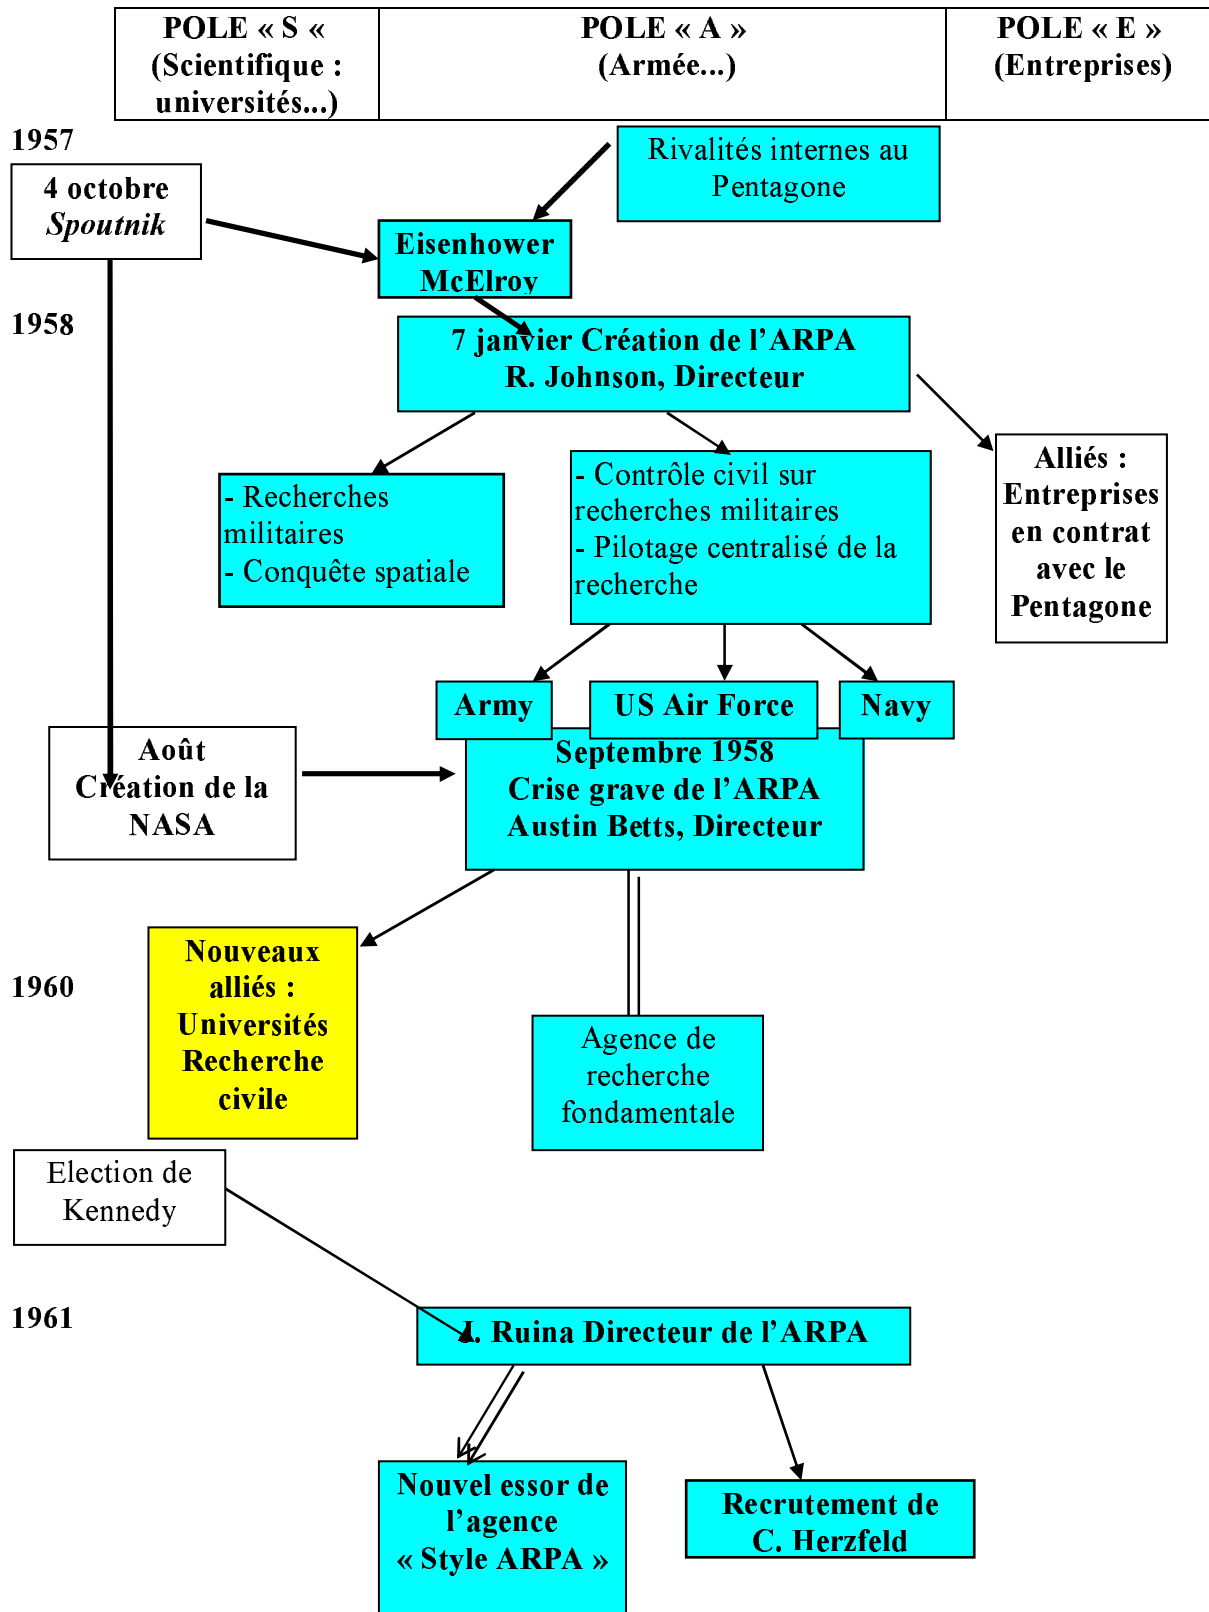 POLE « S «
(Scientifique :
universités...)
POLE « A »
(Armée...)
POLE « E »
(Entreprises)
1957
Rivalités internes au
Pentagone
4 octobre
Spoutnik
Eisenhower
McElroy
1958
7 janvier Création de l’ARPA
R. Johnson, Directeur
- Recherches
militaires
- Conquête spatiale
- Contrôle civil sur
recherches militaires
- Pilotage centralisé de la
recherche
Alliés :
Entreprises
en contrat
avec le
Pentagone
Army
US Air Force
Navy
Août
Création de la
NASA
Septembre 1958
Crise grave de l’ARPA
Austin Betts, Directeur
1960
Nouveaux
alliés :
Universités
Recherche
civile
Agence de
recherche
fondamentale
Election de
Kennedy
1961
J. Ruina Directeur de l’ARPA
Nouvel essor de
l’agence
« Style ARPA »
Recrutement de
C. Herzfeld